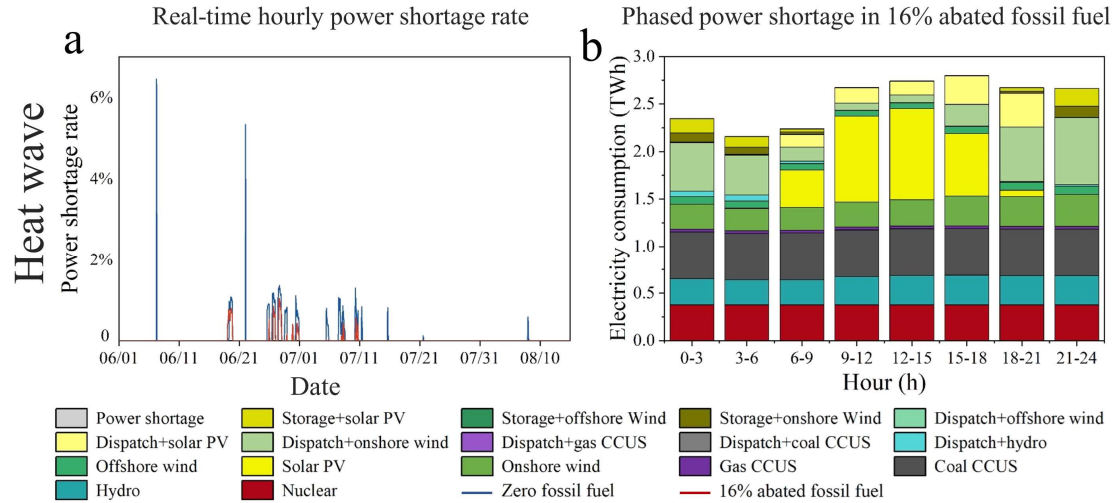 Real-time hourly power shortage rate
Phased power shortage in 16% abated fossil fuel
a
b
Heat wave
Power shortage rate
6%
4%
2%
0
06/01 06/11 06/21 07/01 07/11 07/21 07/31 08/10
Date
Electricity consumption (TWh)
3.0
2.5
2.0
1.5
1.0
0.5
0.0
0-3 3-6 6-9 9-12 12-15 15-18 18-21 21-24
Hour (h)
Power shortage Storage+solar PV Storage+offshore Wind Storage+onshore Wind Dispatch+offshore wind
Dispatch+solar PV Dispatch+onshore wind Dispatch+gas CCUS Dispatch+coal CCUS Dispatch+hydro
Offshore wind Solar PV Onshore wind Gas CCUS Coal CCUS
Hydro Nuclear Zero fossil fuel 16% abated fossil fuel